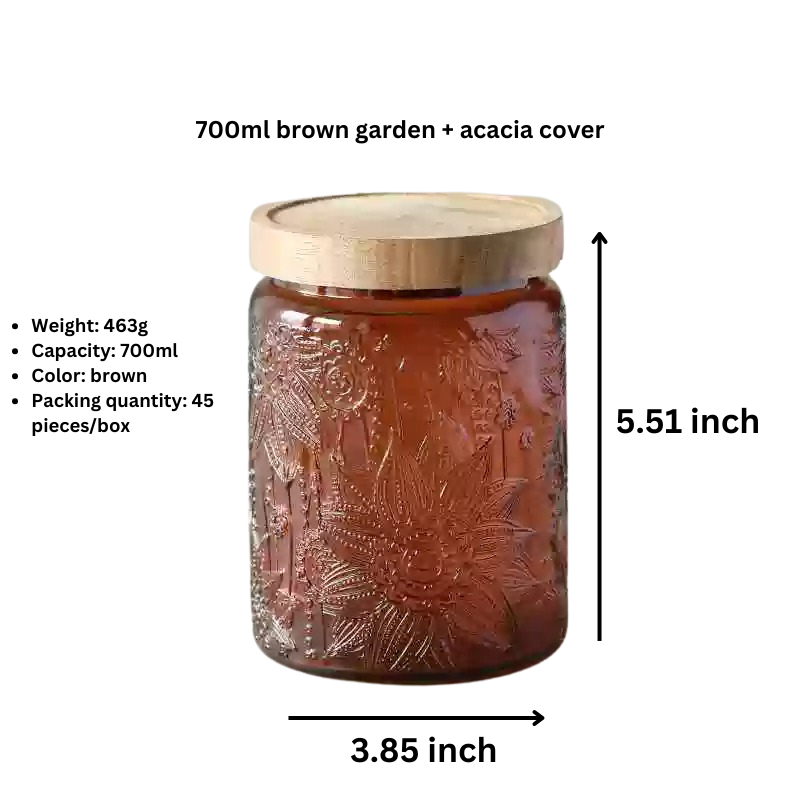 700ml brown garden + acacia cover
• Weight: 463g
• Capacity: 700ml
• Color: brown
• Packing quantity: 45
pieces/box
5.51 inch
3.85 inch